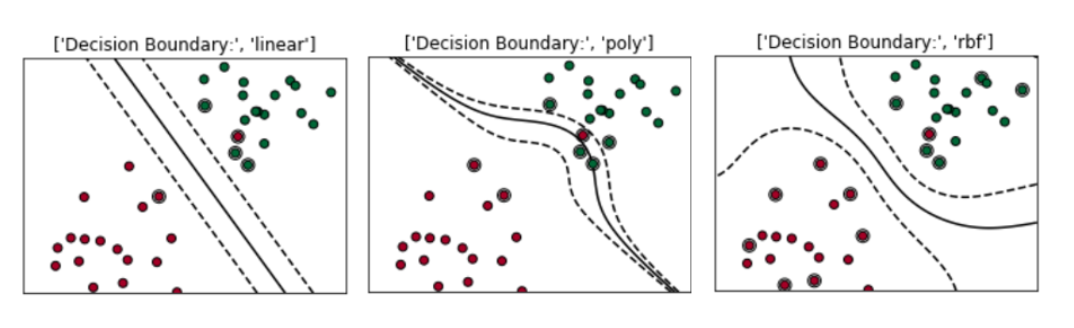 ['Decision Boundary:', 'linear']
['Decision Boundary:', 'poly']
['Decision Boundary:', 'rbf']